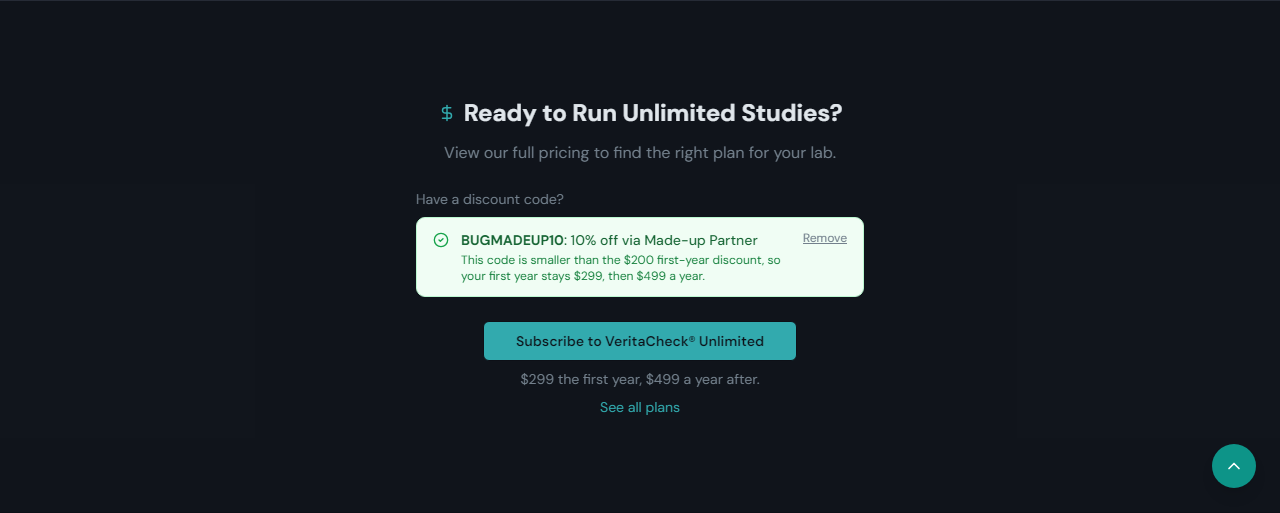 $ Ready to Run Unlimited Studies?
View our full pricing to find the right plan for your lab.
Have a discount code?
BUGMADEUP10: 10% off via Made-up Partner
Remove
This code is smaller than the $200 first-year discount, so
your first year stays $299, then $499 a year.
Subscribe to VeritaCheck® Unlimited
$299 the first year, $499 a year after.
See all plans